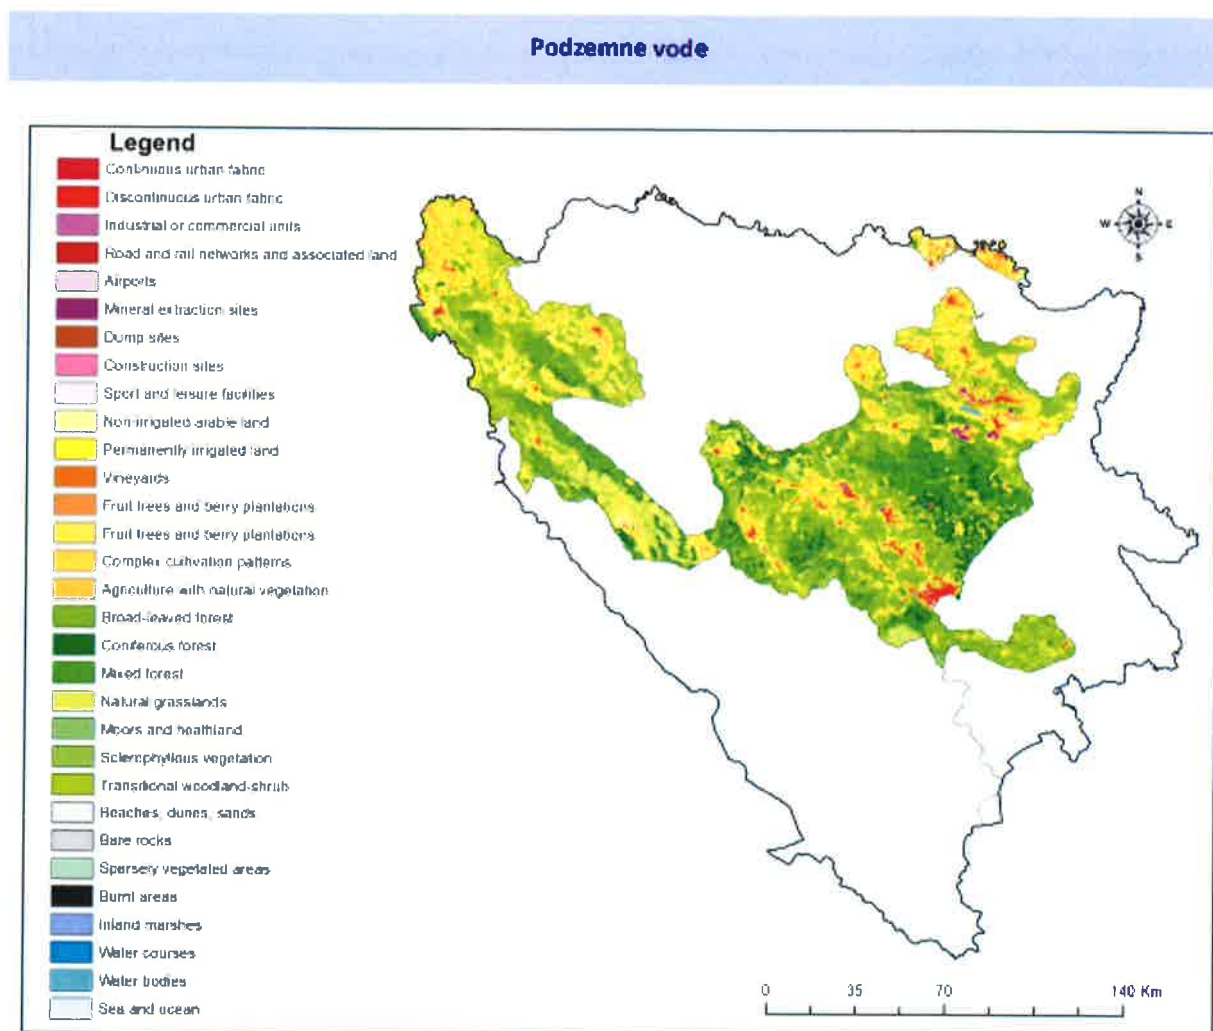 Podzemne vode
Legend
Continuous urban fabric
Discontinuous urban fabric
Industrial or commercial units
Road and rail networks and associated land
Airports
Mineral extraction sites
Dump sites
Construction sites
Sport and leisure facilities
Non-irrigated arable land
Permanently irrigated land
Vineyards
Fruit trees and berry plantations
Fruit trees and berry plantations
Complex cultivation patterns
Agriculture with natural vegetation
Broad-leaved forest
Coniferous forest
Mixed forest
Natural grasslands
Moors and heathland
Sclerophyllous vegetation
Transitional woodland-shrub
Beaches, dunes, sands
Bare rocks
Sparsely vegetated areas
Burnt areas
Inland marshes
Water courses
Water bodies
Sea and ocean
N
W E
S
0 35 70 140 Km